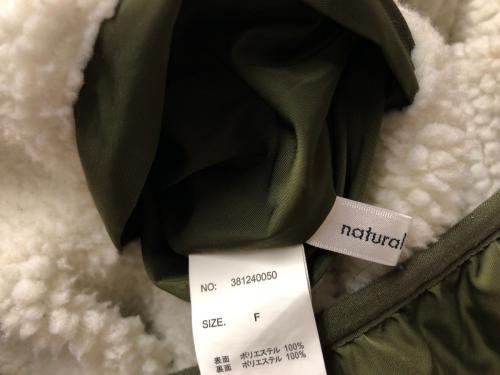 natural
NO: 381240050
SIZE. F
表面 ポリエステル 100%
裏面 ポリエステル 100%